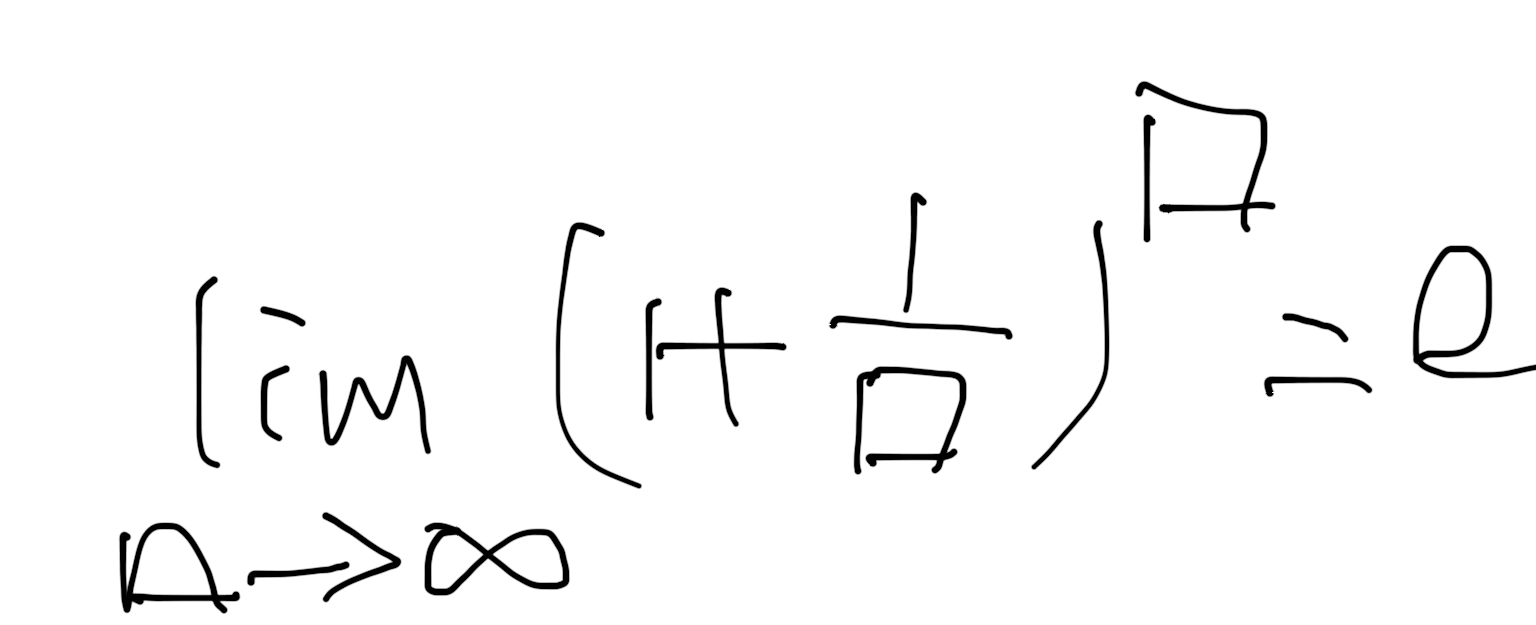 lim (1+1/□)^□ = e
□→∞